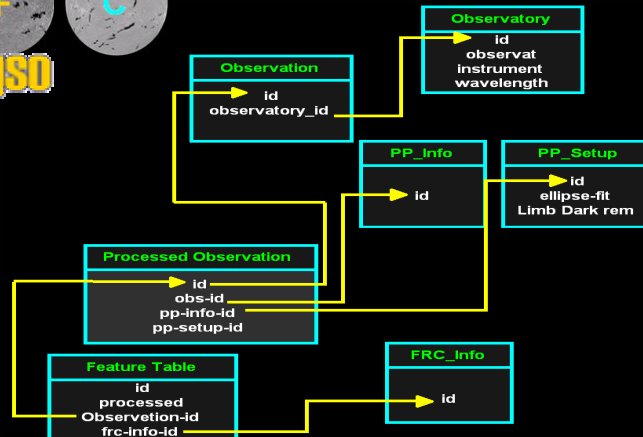 C
ISO
Observatory
id
observat
instrument
wavelength
Observation
id
observatory_id
PP_Info
id
PP_Setup
id
ellipse-fit
Limb Dark rem
Processed Observation
id
obs-id
pp-info-id
pp-setup-id
Feature Table
id
processed
Observetion-id
frc-info-id
FRC_Info
id